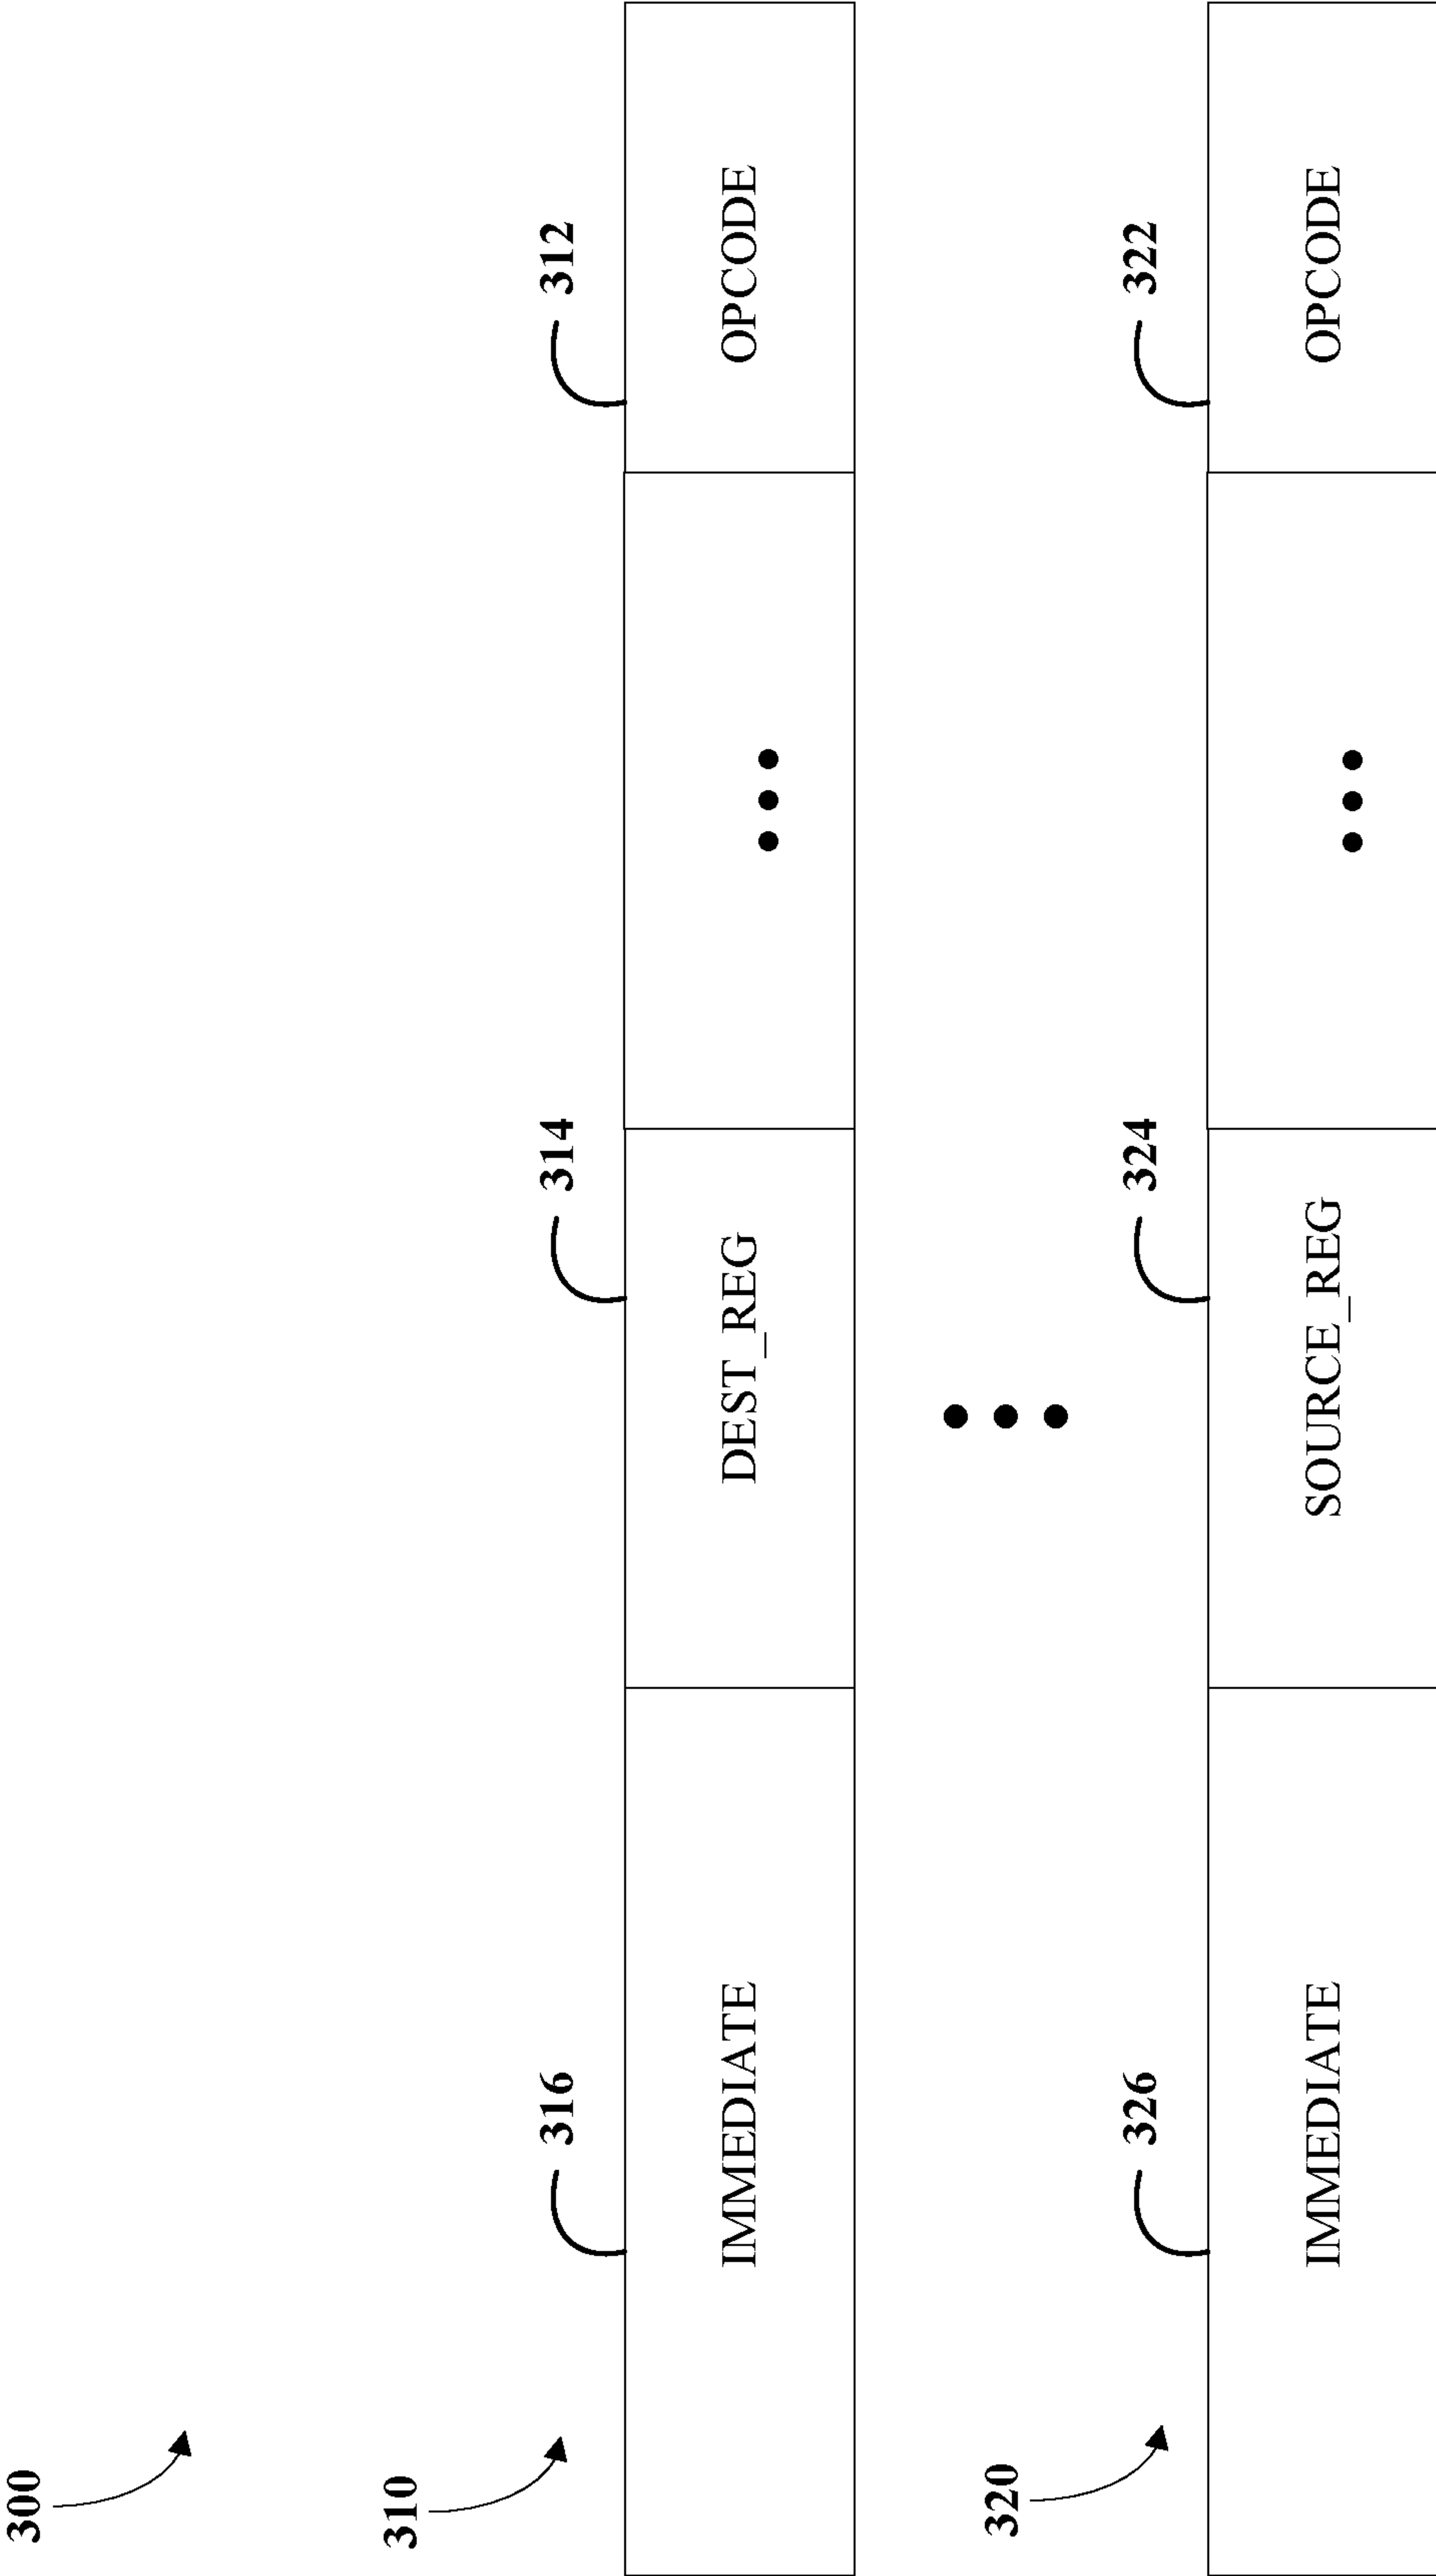 300
310
316
314
312
IMMEDIATE
DEST_REG
•••
OPCODE
•••
320
326
324
322
IMMEDIATE
SOURCE_REG
•••
OPCODE